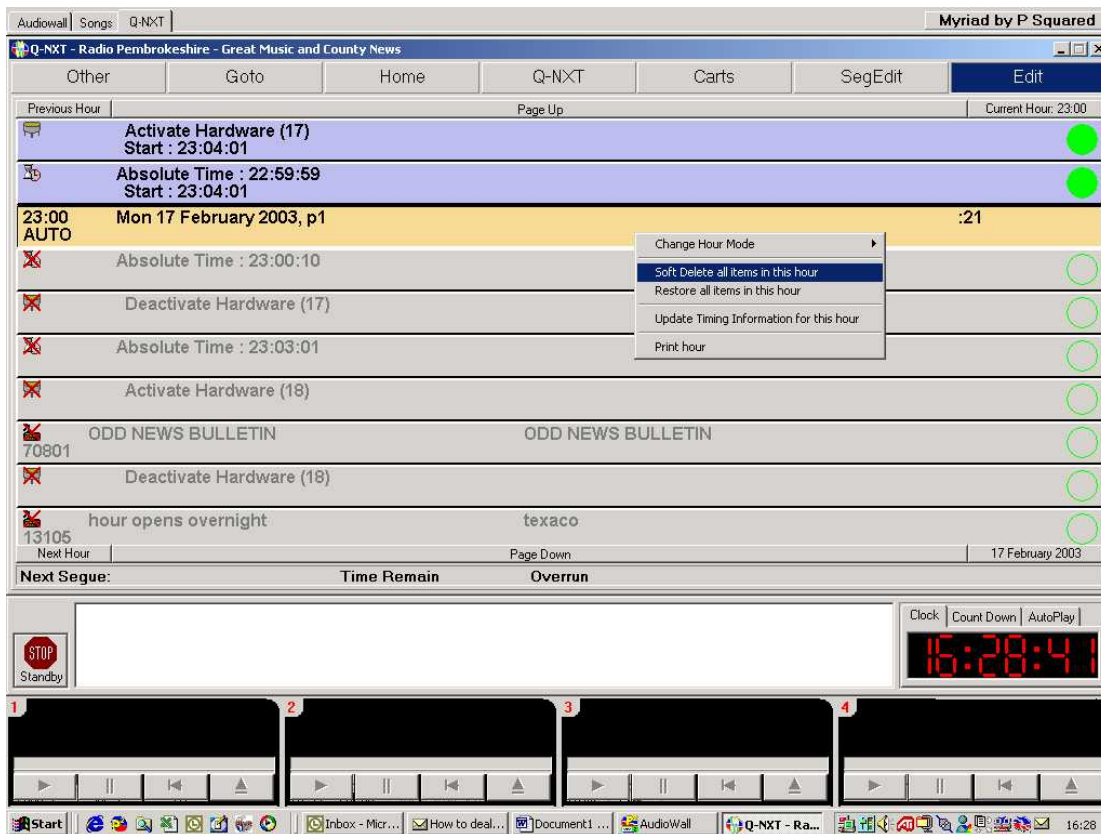 Audiowall Songs Q-NXT Myriad by P Squared
Q-NXT - Radio Pembrokeshire - Great Music and County News
Other Goto Home Q-NXT Carts SegEdit Edit
Previous Hour Page Up Current Hour: 23:00
Activate Hardware (17)
Start : 23:04:01
Absolute Time : 22:59:59
Start : 23:04:01
23:00 Mon 17 February 2003, p1 :21
AUTO
Change Hour Mode
Soft Delete all items in this hour
Restore all items in this hour
Update Timing Information for this hour
Print hour
Absolute Time : 23:00:10
Deactivate Hardware (17)
Absolute Time : 23:03:01
Activate Hardware (18)
ODD NEWS BULLETIN ODD NEWS BULLETIN
70801
Deactivate Hardware (18)
hour opens overnight texaco
13105
Next Hour Page Down 17 February 2003
Next Segue: Time Remain Overrun
Clock Count Down AutoPlay
STOP
Standby
16:28:41
1 2 3 4
Start Inbox - Micr... How to deal... Document1 ... AudioWall Q-NXT - Ra... 16:28